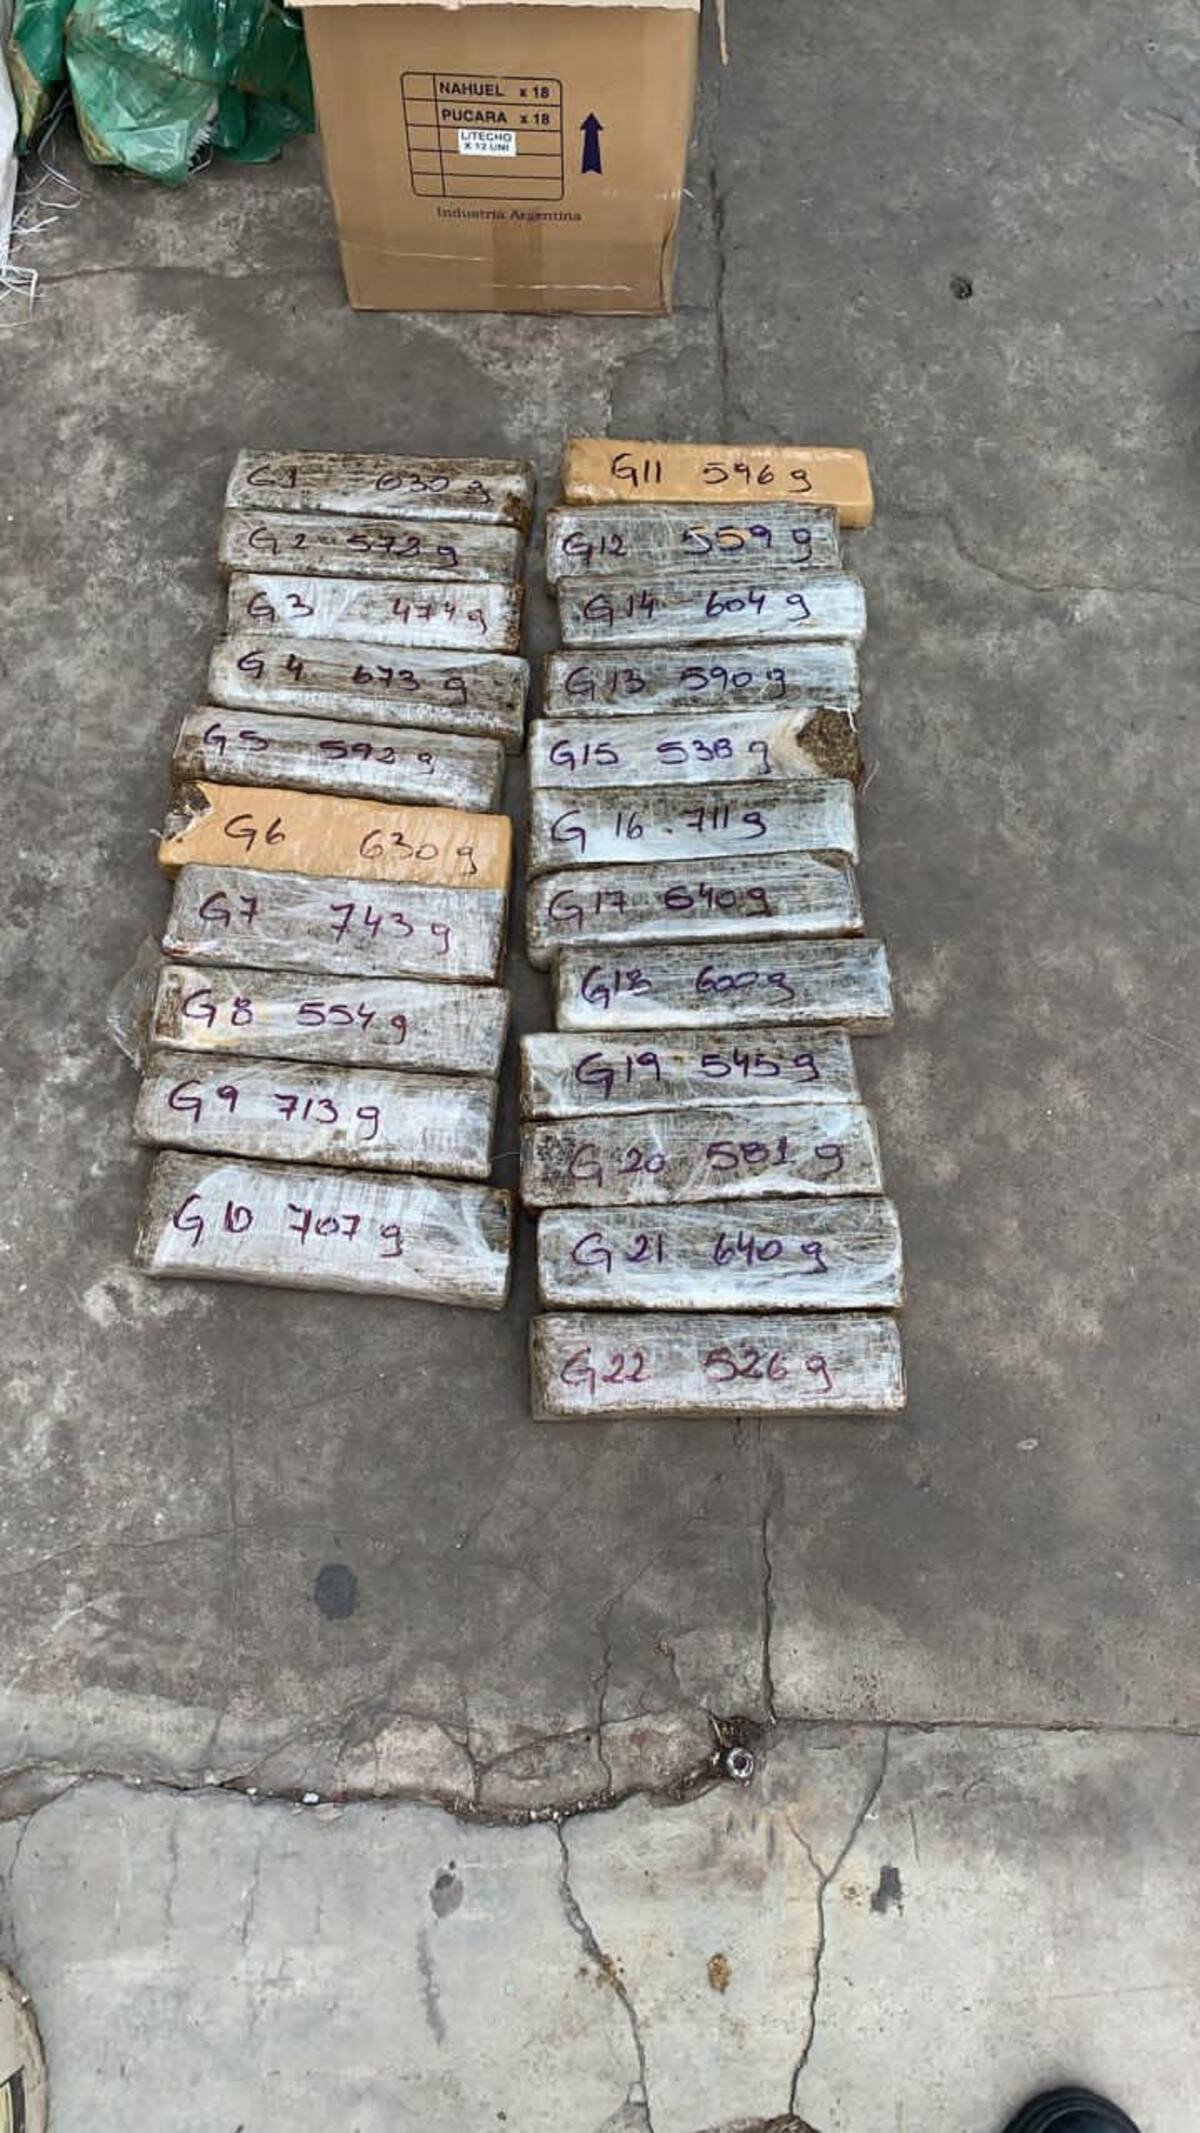 NAHUEL x 18
PUCARA x 18
LITECHO
X 12 UNI
Industria Argentina
G1 630 g
G2 572 g
G3 474 g
G4 673 g
G5 592 g
G6 630 g
G7 743 g
G8 554 g
G9 713 g
G10 707 g
G11 596 g
G12 559 g
G14 604 g
G13 590 g
G15 538 g
G16 711 g
G17 640 g
G18 600 g
G19 545 g
G20 581 g
G21 640 g
G22 526 g